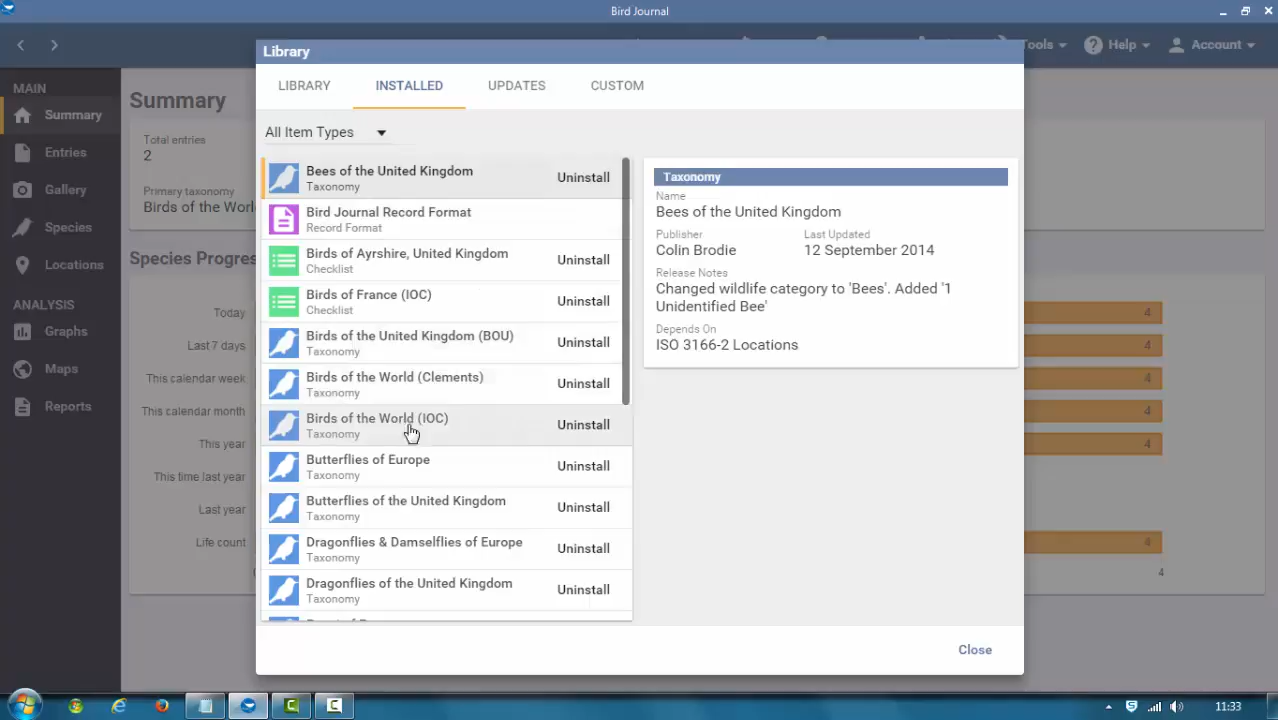 Bird Journal
Tools
Help
Account
Library
MAIN
Summary
Entries
Gallery
Species
Locations
ANALYSIS
Graphs
Maps
Reports
Summary
Total entries
2
Primary taxonomy
Birds of the Worl
Species Progres
Today
Last 7 days
This calendar week
This calendar month
This year
This time last year
Last year
Life count
LIBRARY INSTALLED UPDATES CUSTOM
All Item Types
Bees of the United Kingdom
Taxonomy
Uninstall
Bird Journal Record Format
Record Format
Birds of Ayrshire, United Kingdom
Checklist
Uninstall
Birds of France (IOC)
Checklist
Uninstall
Birds of the United Kingdom (BOU)
Taxonomy
Uninstall
Birds of the World (Clements)
Taxonomy
Uninstall
Birds of the World (IOC)
Taxonomy
Uninstall
Butterflies of Europe
Taxonomy
Uninstall
Butterflies of the United Kingdom
Taxonomy
Uninstall
Dragonflies & Damselflies of Europe
Taxonomy
Uninstall
Dragonflies of the United Kingdom
Taxonomy
Uninstall
Taxonomy
Name
Bees of the United Kingdom
Publisher
Colin Brodie
Last Updated
12 September 2014
Release Notes
Changed wildlife category to 'Bees'. Added '1
Unidentified Bee'
Depends On
ISO 3166-2 Locations
4
4
4
4
4
4
4
Close
11:33